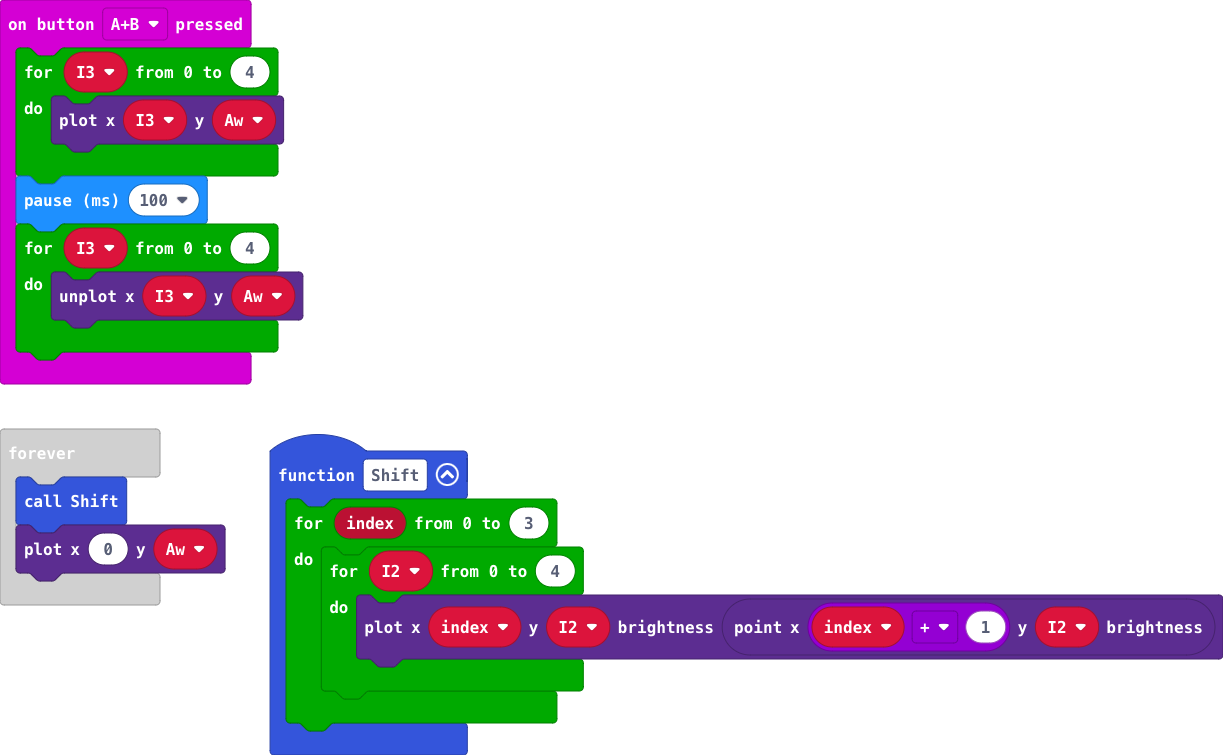 on button A+B pressed
for I3 from 0 to 4
do plot x I3 y Aw
pause (ms) 100
for I3 from 0 to 4
do unplot x I3 y Aw
forever
call Shift
plot x 0 y Aw
function Shift
for index from 0 to 3
do for I2 from 0 to 4
do plot x index y I2 brightness point x index + 1 y I2 brightness